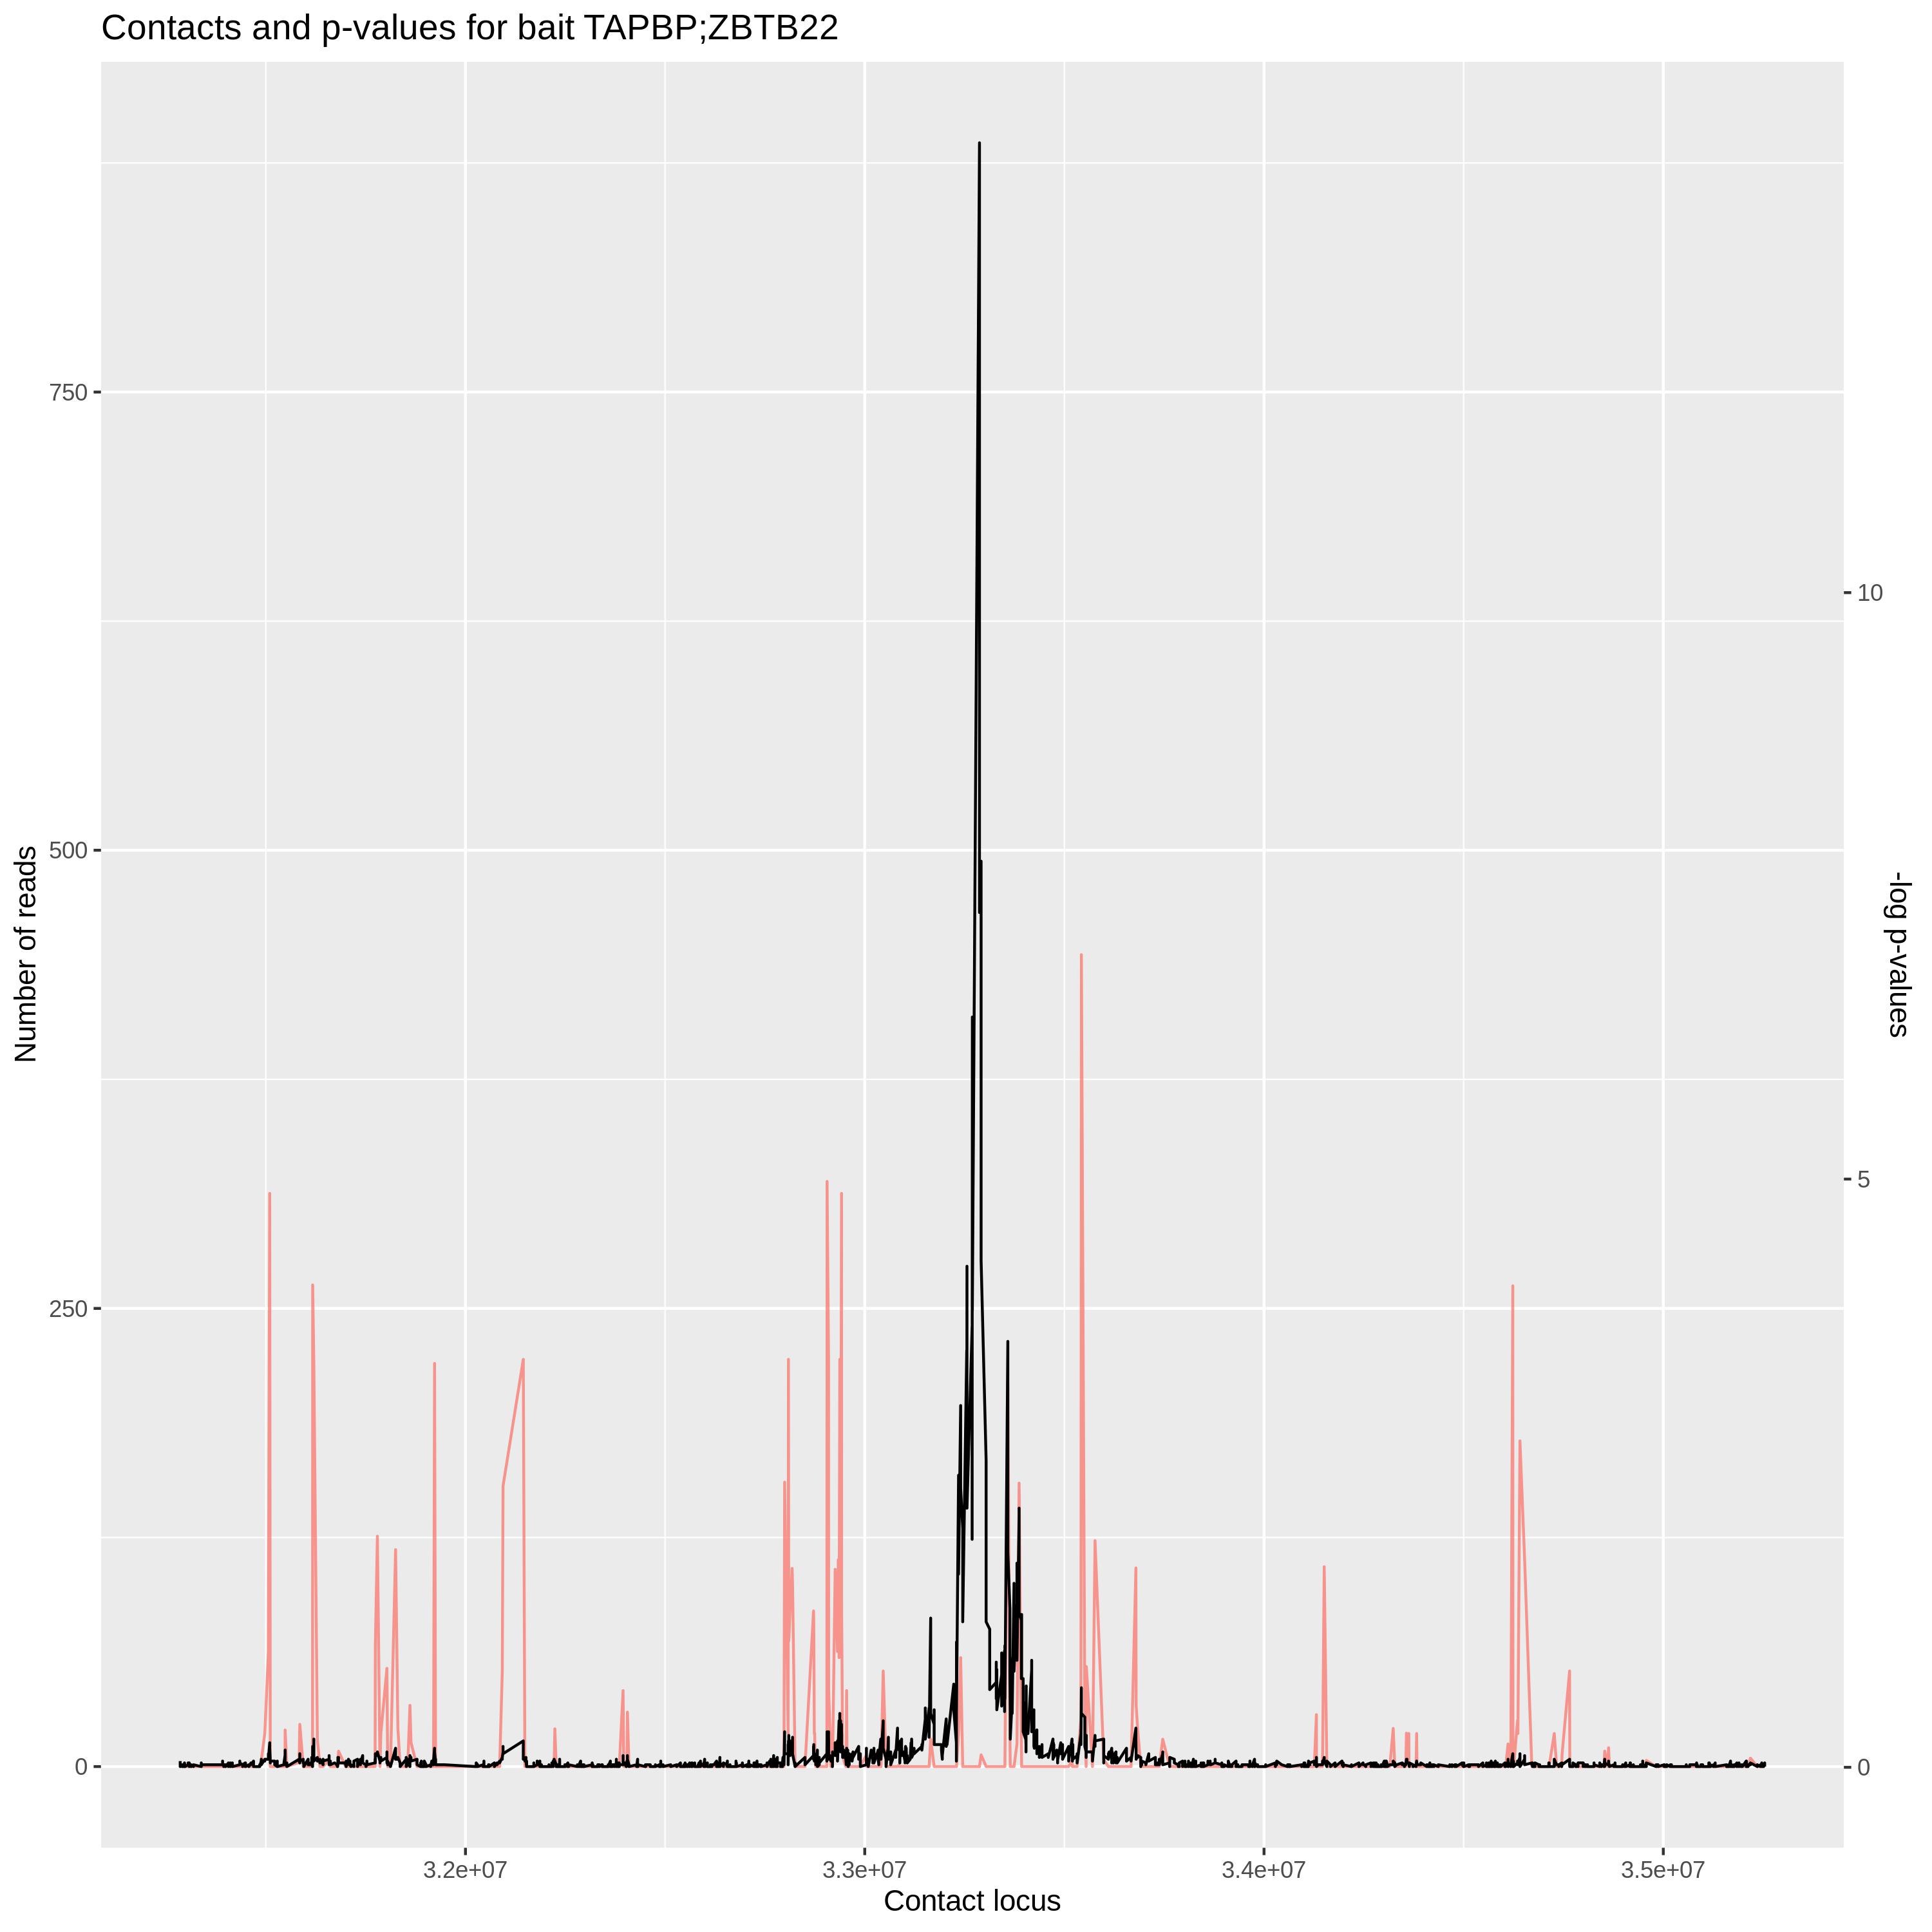 Contacts and p-values for bait TAPBP;ZBTB22
Number of reads
750
500
250
0
10
5
0
-log p-values
3.2e+07
3.3e+07
3.4e+07
3.5e+07
Contact locus